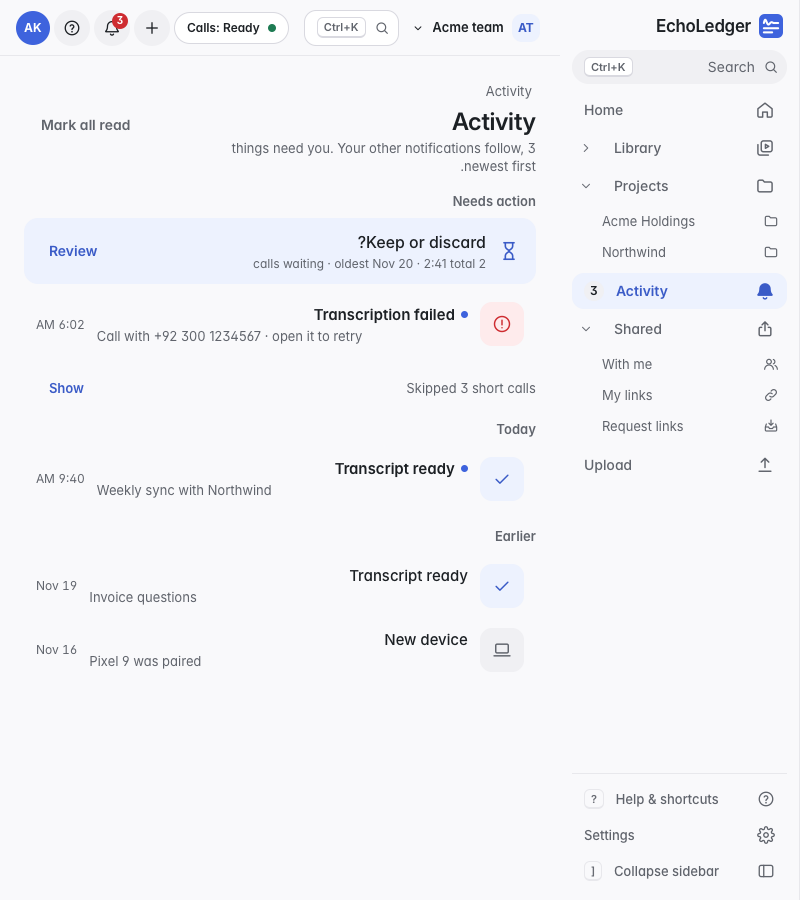 EchoLedger
Search Ctrl+K
Home
Library
Projects
Acme Holdings
Northwind
Activity 3
Shared
With me
My links
Request links
Upload
? Help & shortcuts
Settings
] Collapse sidebar
AT Acme team
Ctrl+K
Calls: Ready
3
AK
Activity
Activity
things need you. Your other notifications follow, 3
.newest first
Mark all read
Needs action
?Keep or discard
calls waiting · oldest Nov 20 · 2:41 total 2
Review
Transcription failed
Call with +92 300 1234567 · open it to retry
AM 6:02
Skipped 3 short calls
Show
Today
Transcript ready
Weekly sync with Northwind
AM 9:40
Earlier
Transcript ready
Invoice questions
Nov 19
New device
Pixel 9 was paired
Nov 16